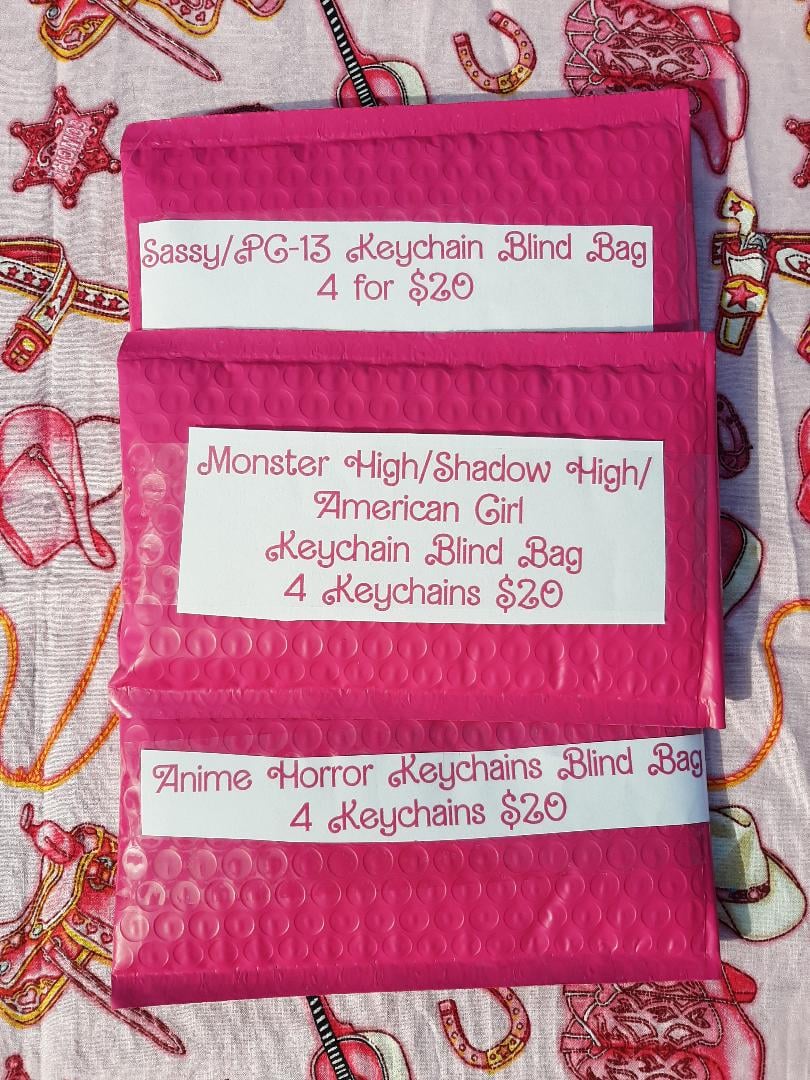 Sassy/PG-13 Keychain Blind Bag
4 for $20
Monster High/Shadow High/
American Girl
Keychain Blind Bag
4 Keychains $20
Anime Horror Keychains Blind Bag
4 Keychains $20